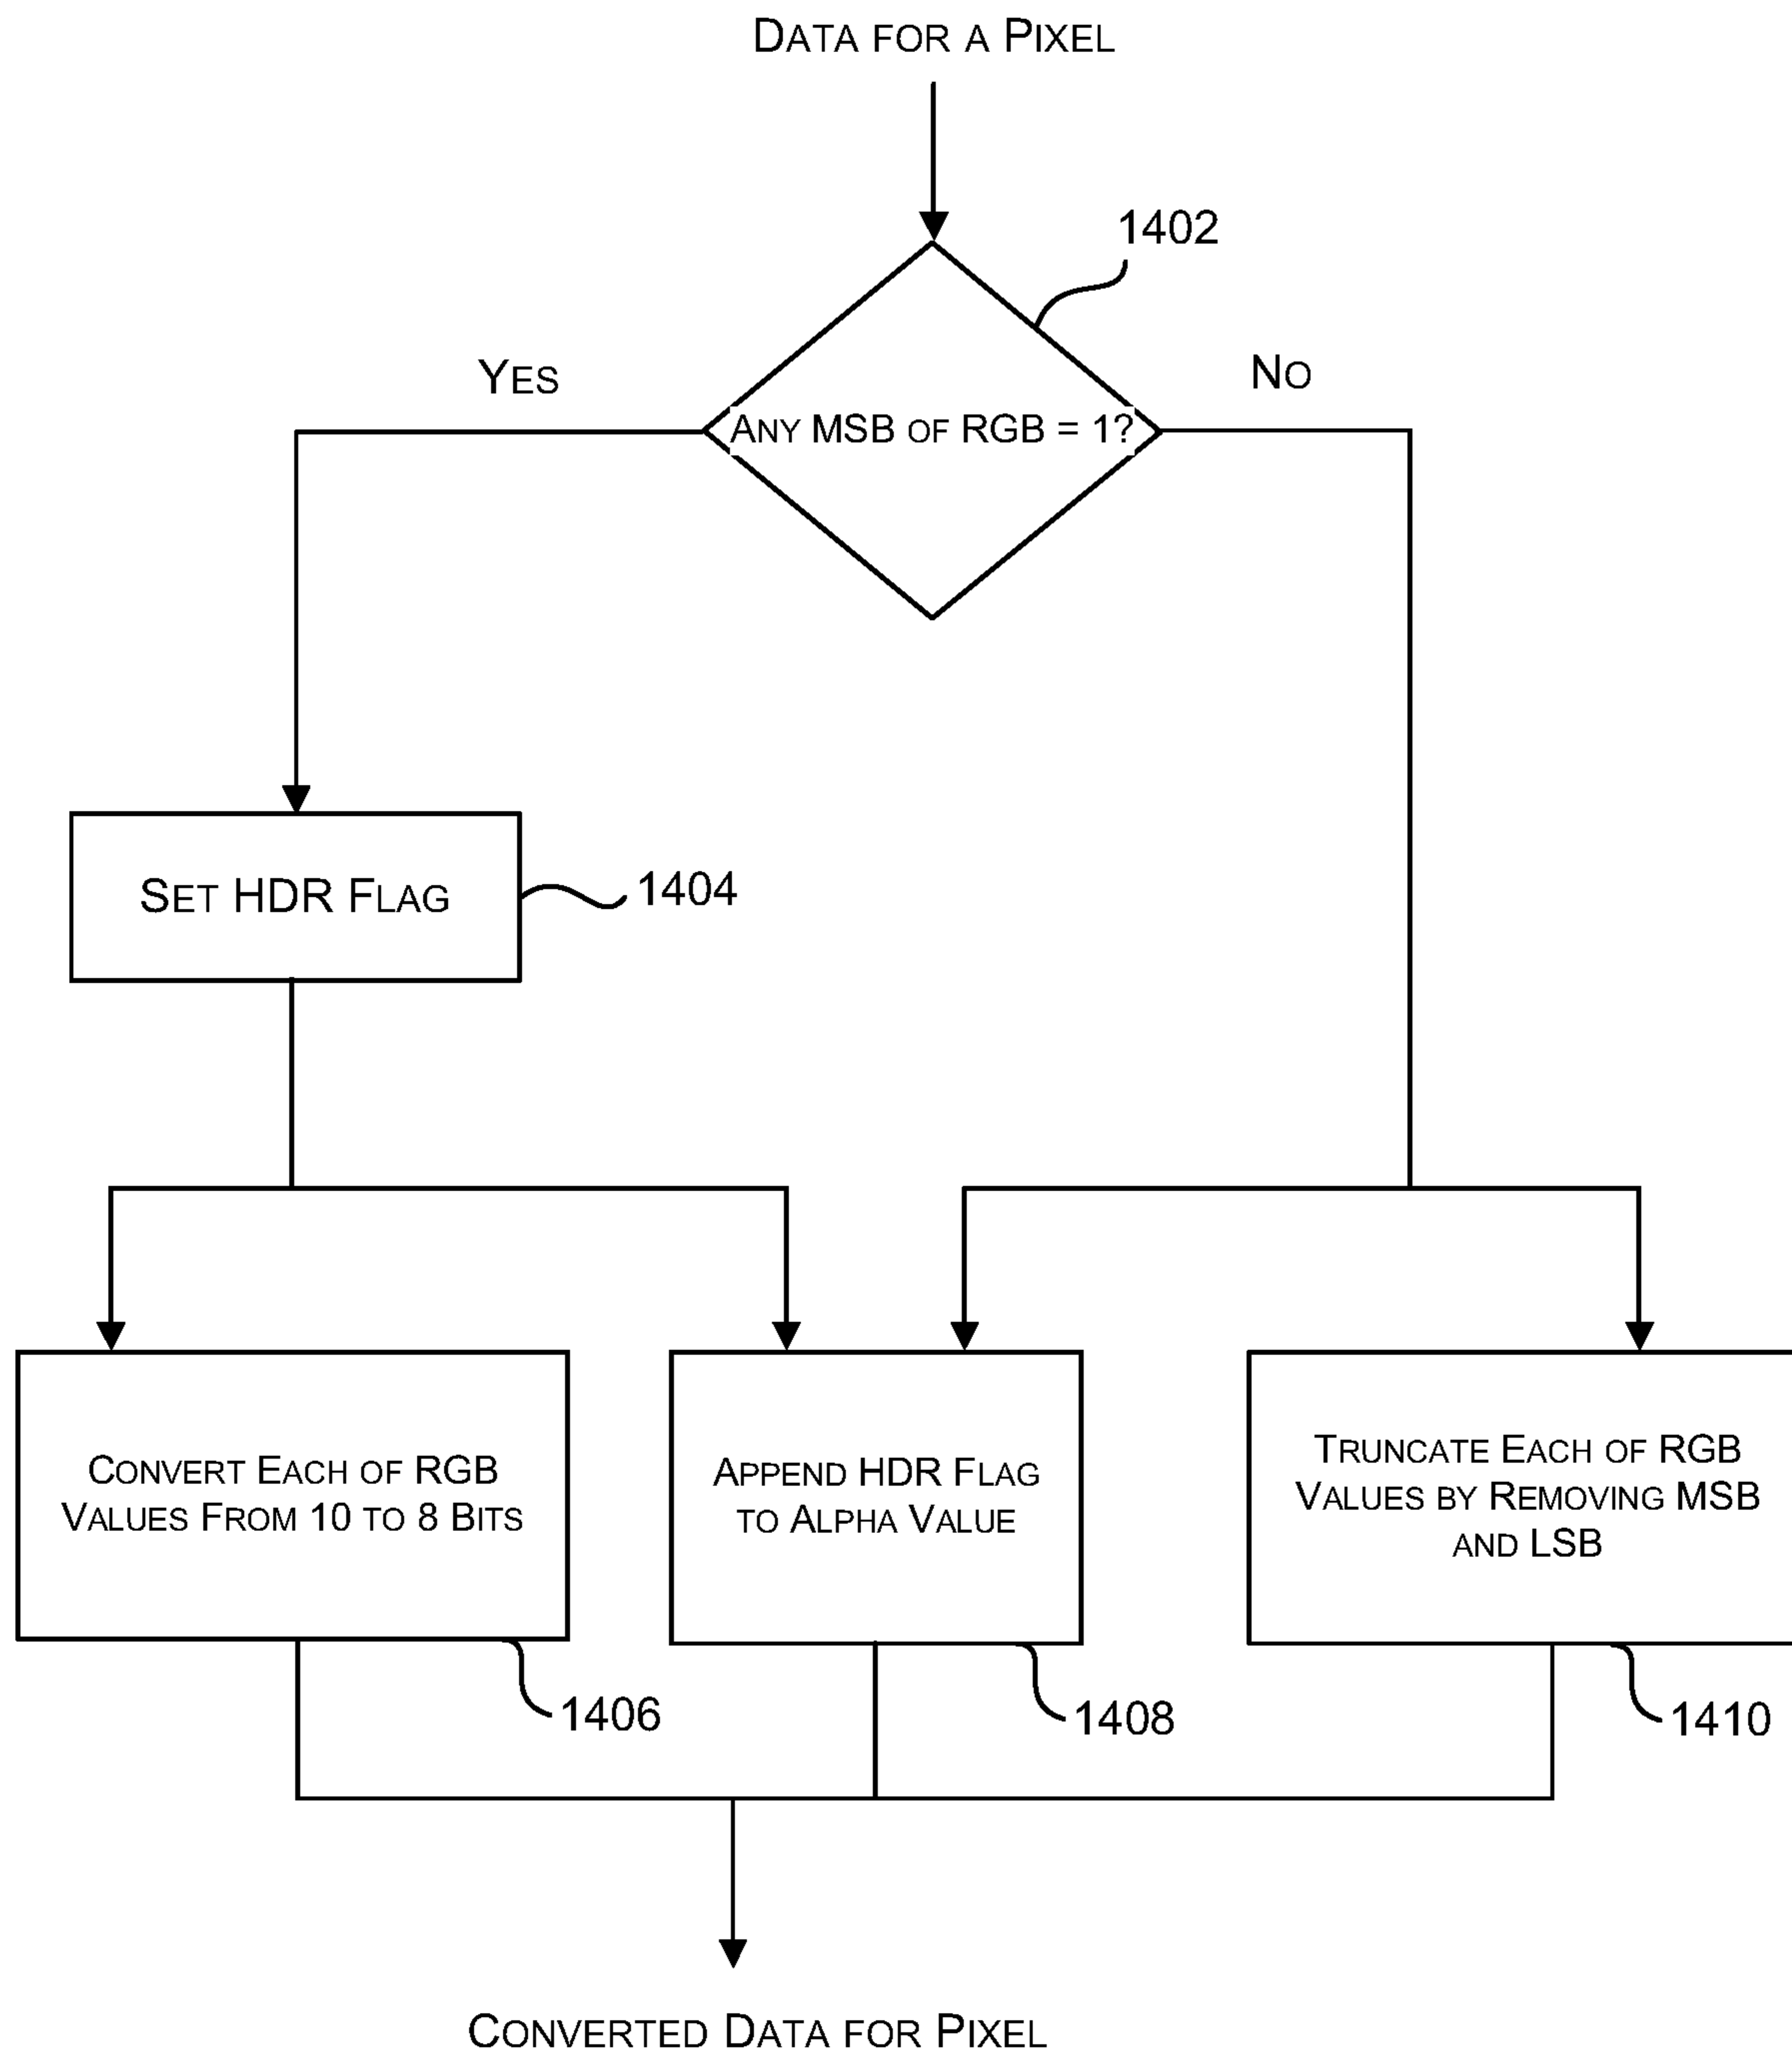 DATA FOR A PIXEL
1402
YES
NO
ANY MSB OF RGB = 1?
SET HDR FLAG
1404
CONVERT EACH OF RGB
VALUES FROM 10 TO 8 BITS
APPEND HDR FLAG
TO ALPHA VALUE
TRUNCATE EACH OF RGB
VALUES BY REMOVING MSB
AND LSB
1406
1408
1410
CONVERTED DATA FOR PIXEL